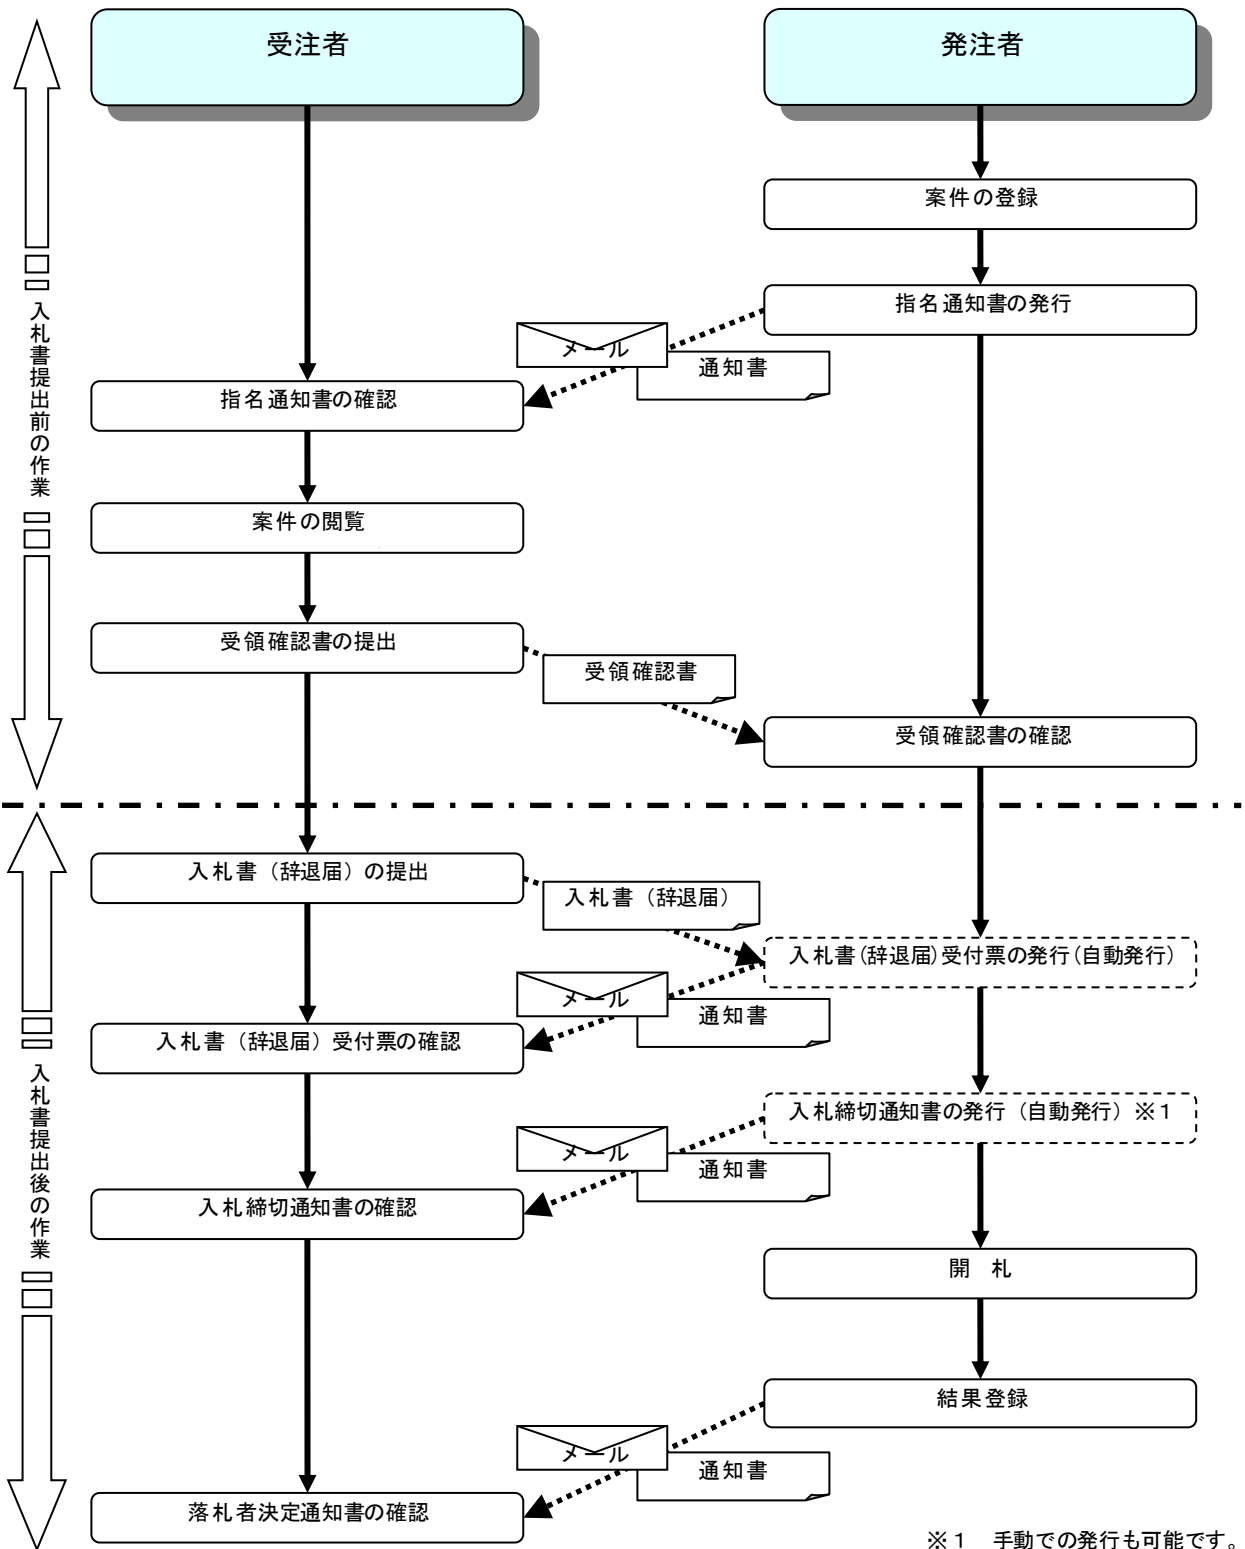 受注者
発注者
案件の登録
指名通知書の発行
メール
通知書
指名通知書の確認
入札書提出前の作業
案件の閲覧
受領確認書の提出
受領確認書
受領確認書の確認
入札書（辞退届）の提出
入札書（辞退届）
入札書（辞退届）受付票の発行（自動発行）
メール
通知書
入札書（辞退届）受付票の確認
入札書提出後の作業
入札締切通知書の発行（自動発行）※１
メール
通知書
入札締切通知書の確認
開　札
結果登録
メール
通知書
落札者決定通知書の確認
※１　手動での発行も可能です。